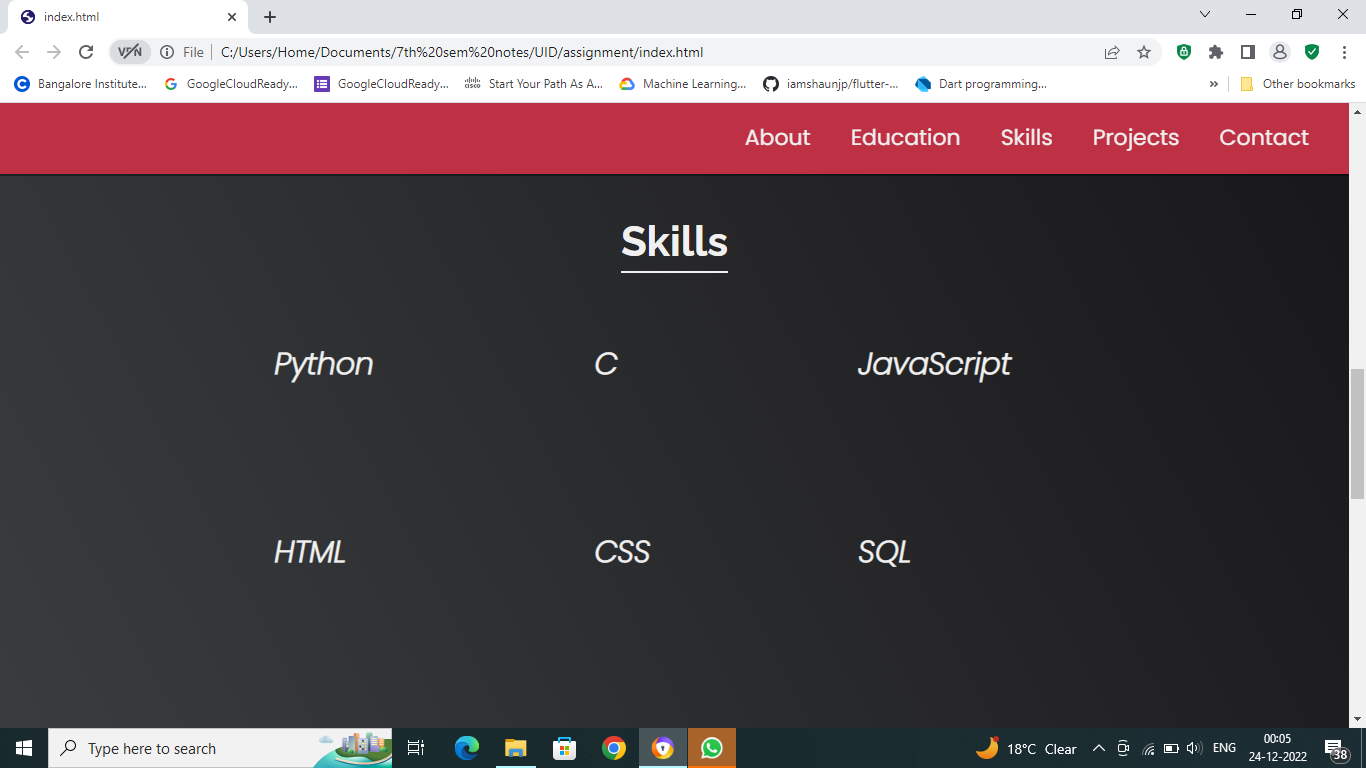 index.html
VPN File C:/Users/Home/Documents/7th%20sem%20notes/UID/assignment/index.html
Bangalore Institute... GoogleCloudReady... GoogleCloudReady... Start Your Path As A... Machine Learning... iamshaunjp/flutter-... Dart programming... » Other bookmarks
About Education Skills Projects Contact
Skills
Python C JavaScript
HTML CSS SQL
Type here to search 18°C Clear ENG 00:05
24-12-2022 38